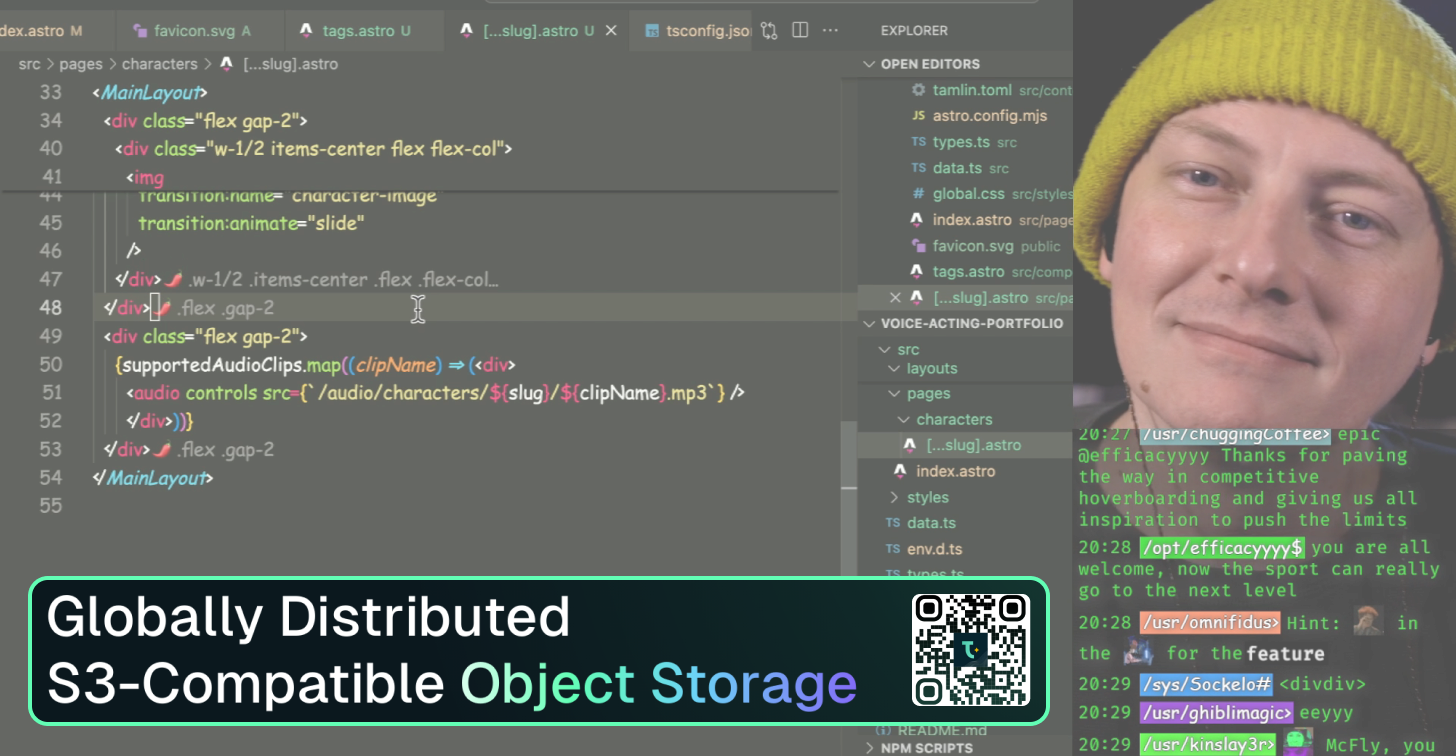 dex.astro M
favicon.svg A
tags.astro U
[...slug].astro U
tsconfig.jso
src > pages > characters > [...slug].astro
33 <MainLayout>
34 <div class="flex gap-2">
40 <div class="w-1/2 items-center flex flex-col">
41 <img
44 transition:name="character-image
45 transition:animate="slide"
46 />
47 </div>🌶️ .w-1/2 .items-center .flex .flex-col...
48 </div>🌶️ .flex .gap-2
49 <div class="flex gap-2">
50 {supportedAudioClips.map((clipName) => (<div>
51 <audio controls src={`/audio/characters/${slug}/${clipName}.mp3`} />
52 </div>))}
53 </div>🌶️ .flex .gap-2
54 </MainLayout>
55
EXPLORER
OPEN EDITORS
tamlin.toml src/cont
JS astro.config.mjs
TS types.ts src
TS data.ts src
# global.css src/styles
index.astro src/page
favicon.svg public
tags.astro src/comp
[...slug].astro src/pa
VOICE-ACTING-PORTFOLIO
src
layouts
pages
characters
[...slug].astro
index.astro
styles
TS data.ts
TS env.d.ts
TS types.ts
README.md
NPM SCRIPTS
Globally Distributed
S3-Compatible Object Storage
20:27 /usr/chuggingCoffee> epic
@efficacyyyy Thanks for paving
the way in competitive
hoverboarding and giving us all
inspiration to push the limits
20:28 /opt/efficacyyyy$ you are all
welcome, now the sport can really
go to the next level
20:28 /usr/omnifidus> Hint: in
the for the feature
20:29 /sys/Sockelo# <divdiv>
20:29 /usr/ghiblimagic> eeyyy
20:29 /usr/kinslay3r> McFly, you